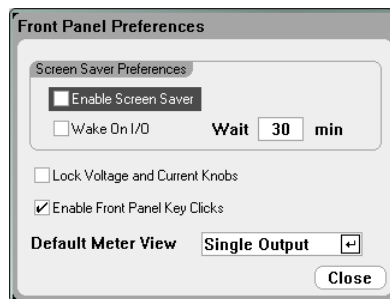 Front Panel Preferences
Screen Saver Preferences
Enable Screen Saver
Wake On I/O Wait 30 min
Lock Voltage and Current Knobs
Enable Front Panel Key Clicks
Default Meter View Single Output
Close